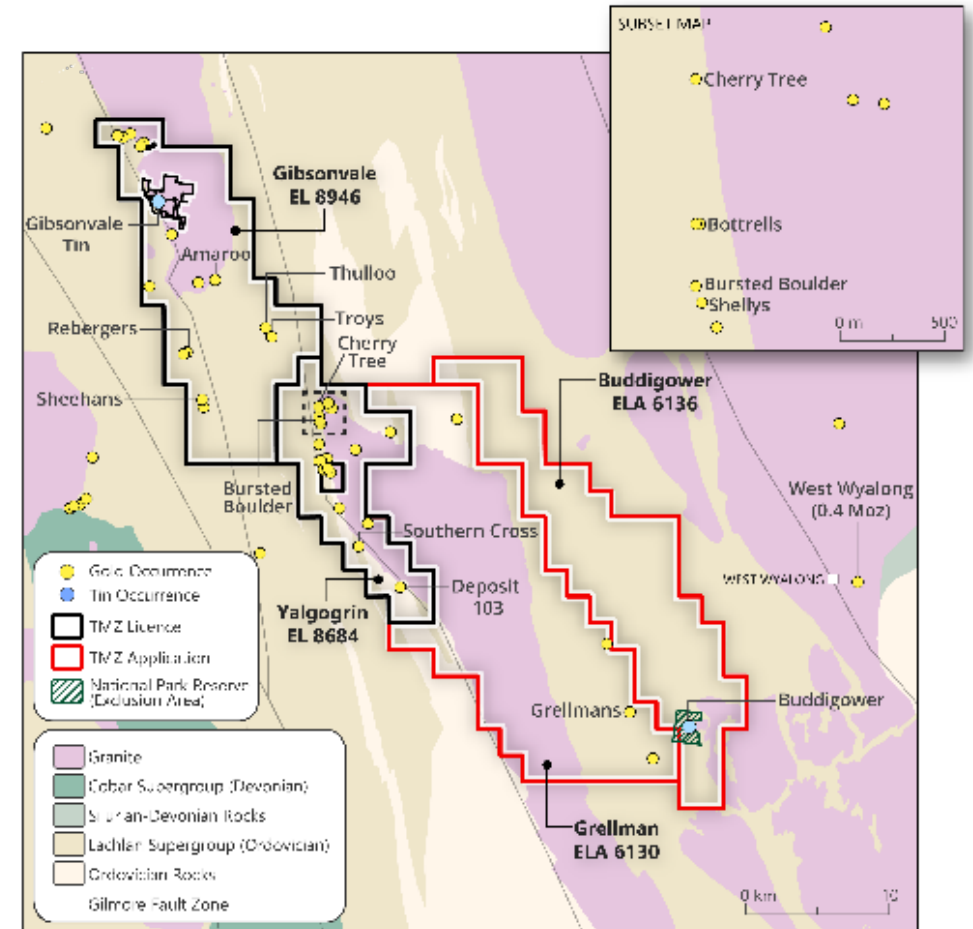 SUBSET MAP
Cherry Tree
Bottrells
Bursted Boulder
Shellys
0 m
500
Gibsonvale
EL 8946
Gibsonvale
Tin
Amaroo
Thulloo
Troys
Cherry
Tree
Rebergers
Sheehans
Buddigower
ELA 6136
Bursted
Boulder
West Wyalong
(0.4 Moz)
Southern Cross
WEST WYALONG
Deposit
103
Yalgogrin
EL 8684
Grellmans
Buddigower
Grellman
ELA 6130
0 km
10
Gold Occurrence
Tin Occurrence
TMZ Licence
TMZ Application
National Park Reserve
(Exclusion Area)
Granite
Cobar Supergroup (Devonian)
Silurian-Devonian Rocks
Lachlan Supergroup (Ordovician)
Ordovician Rocks
Gilmore Fault Zone